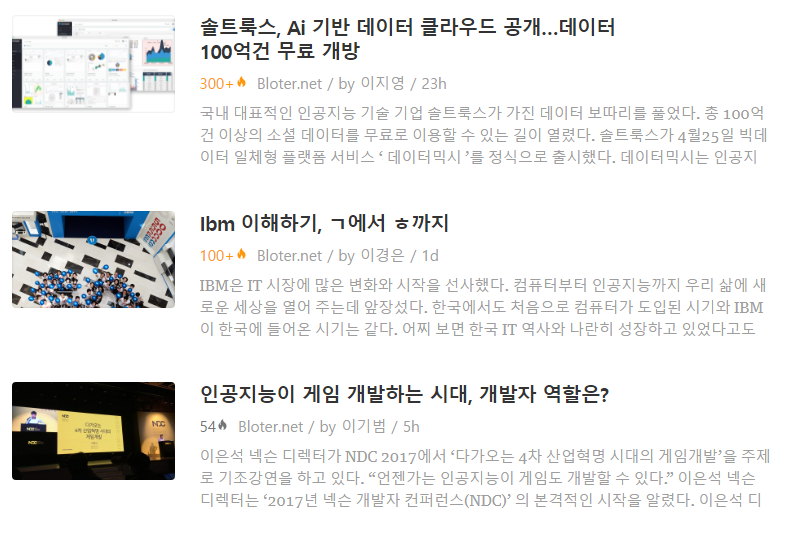 솔트룩스, Ai 기반 데이터 클라우드 공개...데이터
100억건 무료 개방
300+ Bloter.net / by 이지영 / 23h
국내 대표적인 인공지능 기술 기업 솔트룩스가 가진 데이터 보따리를 풀었다. 총 100억
건 이상의 소셜 데이터를 무료로 이용할 수 있는 길이 열렸다. 솔트룩스가 4월25일 빅데
이터 일체형 플랫폼 서비스 ‘ 데이터믹시 ’를 정식으로 출시했다. 데이터믹시는 인공지
Ibm 이해하기, ㄱ에서 ㅎ까지
100+ Bloter.net / by 이경은 / 1d
IBM은 IT 시장에 많은 변화와 시작을 선사했다. 컴퓨터부터 인공지능까지 우리 삶에 새
로운 세상을 열어 주는데 앞장섰다. 한국에서도 처음으로 컴퓨터가 도입된 시기와 IBM
이 한국에 들어온 시기는 같다. 어찌 보면 한국 IT 역사와 나란히 성장하고 있었다고도
인공지능이 게임 개발하는 시대, 개발자 역할은?
54 Bloter.net / by 이기범 / 5h
이은석 넥슨 디렉터가 NDC 2017에서 ‘다가오는 4차 산업혁명 시대의 게임개발’을 주제
로 기조강연을 하고 있다. “언젠가는 인공지능이 게임도 개발할 수 있다.” 이은석 넥슨
디렉터는 ‘2017년 넥슨 개발자 컨퍼런스(NDC)’ 의 본격적인 시작을 알렸다. 이은석 디
다가오는
4차 산업혁명 시대의
게임개발
NDC